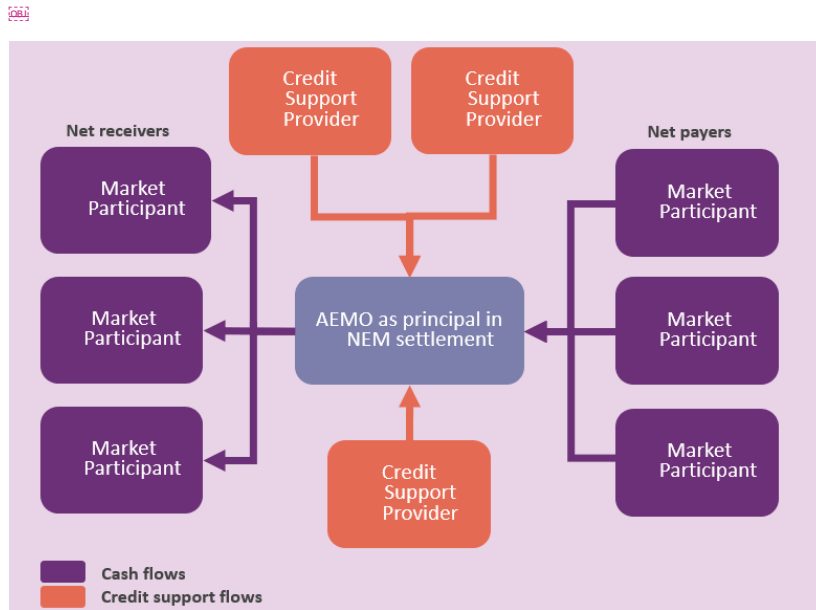 OBJ
Credit
Support
Provider
Credit
Support
Provider
Net receivers
Net payers
Market
Participant
Market
Participant
Market
Participant
AEMO as principal in
NEM settlement
Market
Participant
Market
Participant
Market
Participant
Credit
Support
Provider
Cash flows
Credit support flows